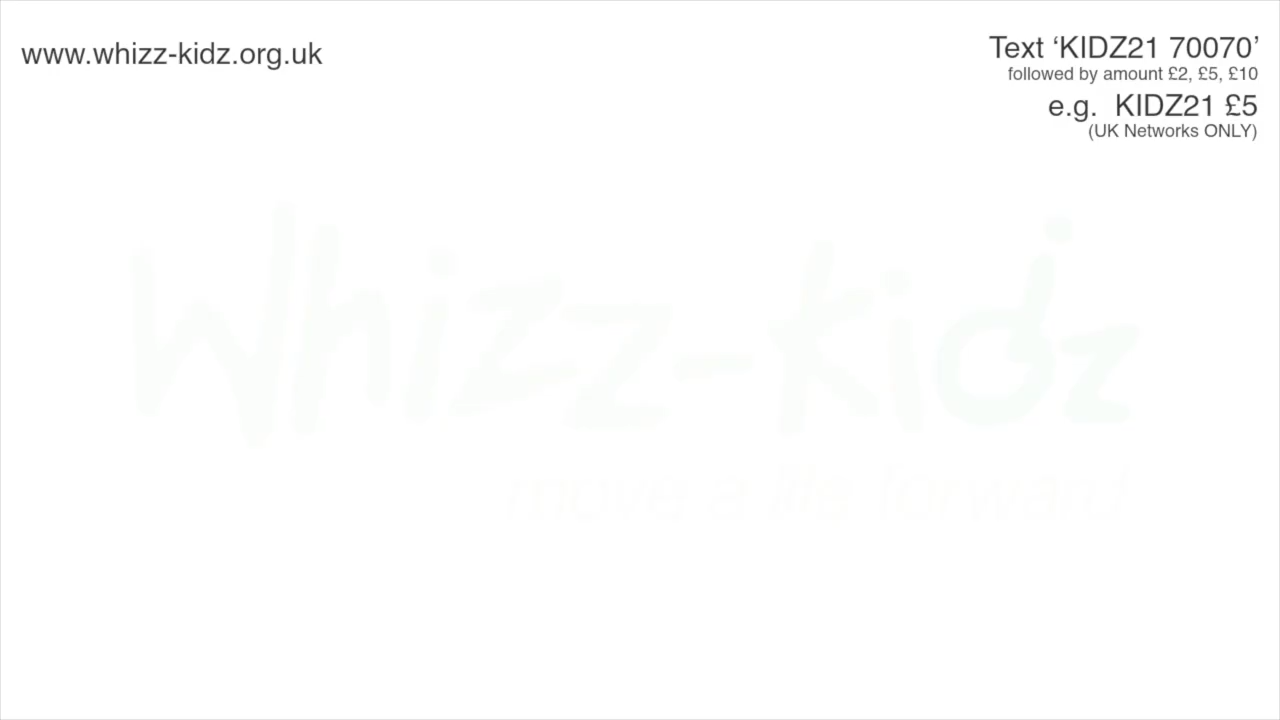 www.whizz-kidz.org.uk
Text ‘KIDZ21 70070’
followed by amount £2, £5, £10
e.g. KIDZ21 £5
(UK Networks ONLY)
Whizz-Kidz
move a life forward